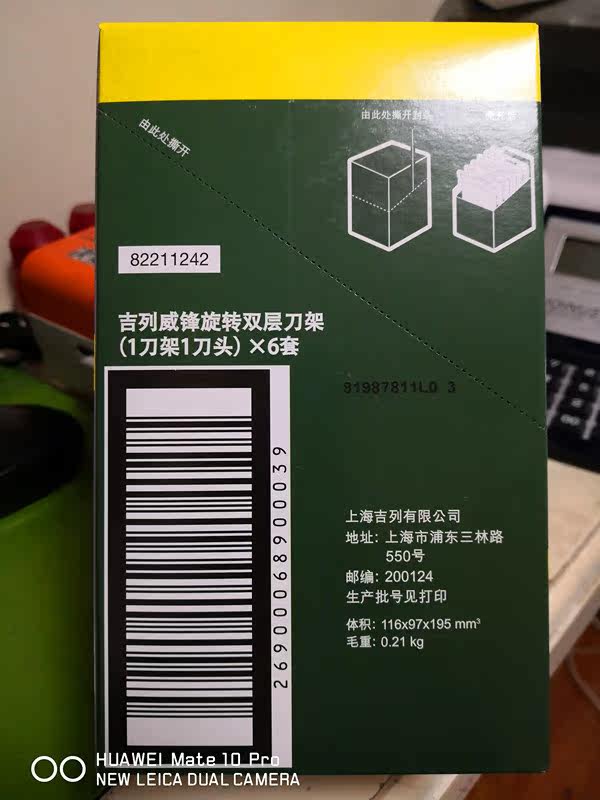 由此处撕开
由此处撕开
82211242
吉列威锋旋转双层刀架
(1刀架1刀头) ×6套
81987811L0 3
26900068900039
上海吉列有限公司
地址: 上海市浦东三林路
550号
邮编: 200124
生产批号见打印
体积: 116x97x195 mm³
毛重: 0.21 kg
HUAWEI Mate 10 Pro
NEW LEICA DUAL CAMERA